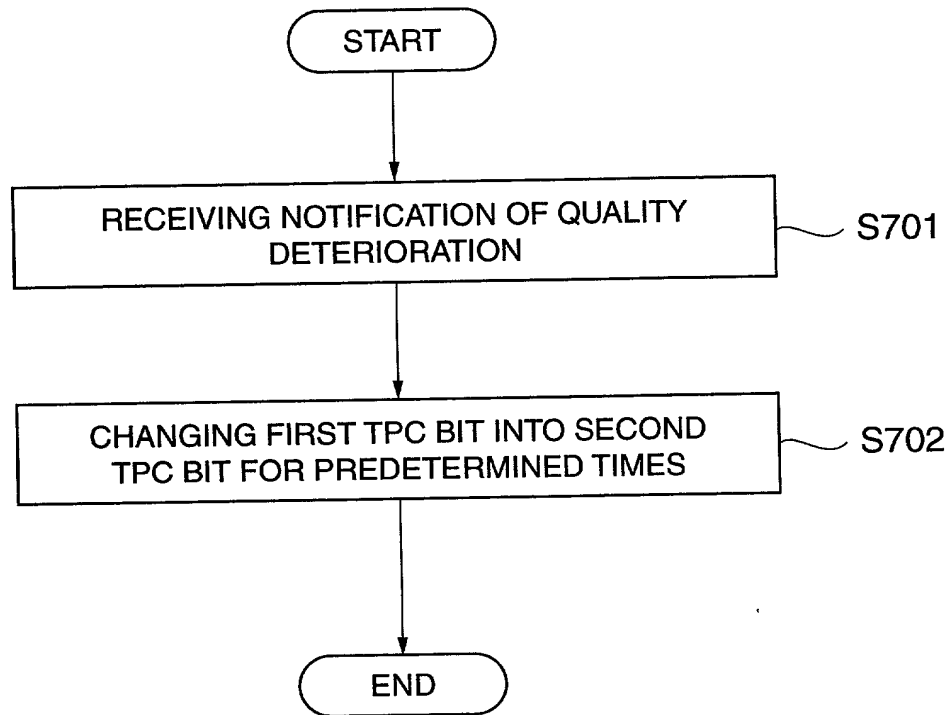 START
RECEIVING NOTIFICATION OF QUALITY
DETERIORATION
S701
CHANGING FIRST TPC BIT INTO SECOND
TPC BIT FOR PREDETERMINED TIMES
S702
END